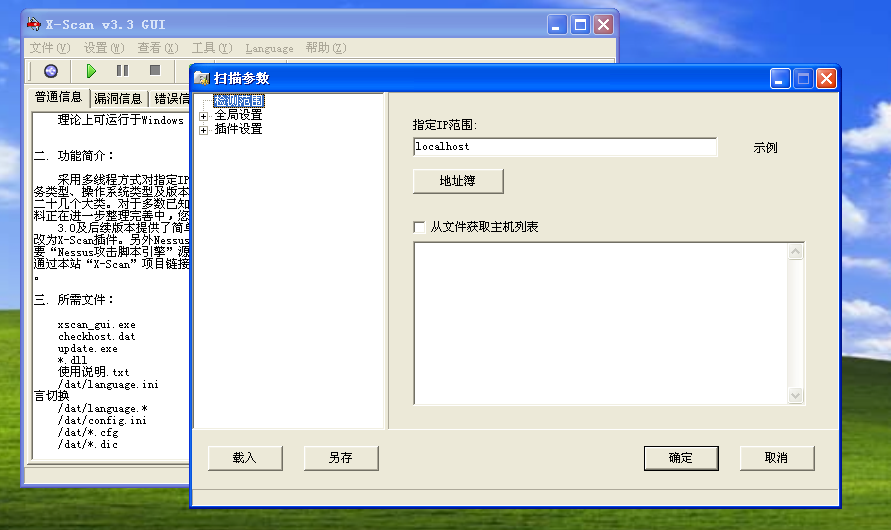 X-Scan v3.3 GUI
文件(V) 设置(W) 查看(X) 工具(Y) Language 帮助(Z)
普通信息 漏洞信息 错误信
理论上可运行于Windows
二. 功能简介:
采用多线程方式对指定IP
务类型、操作系统类型及版本
二十几个大类。对于多数已知
料正在进一步整理完善中,您
3.0及后续版本提供了简单
改为X-Scan插件。另外Nessus
要“Nessus攻击脚本引擎”源
通过本站“X-Scan”项目链接
。
三. 所需文件:
xscan_gui.exe
checkhost.dat
update.exe
*.dll
使用说明.txt
/dat/language.ini
言切换
/dat/language.*
/dat/config.ini
/dat/*.cfg
/dat/*.dic
扫描参数
检测范围
全局设置
插件设置
指定IP范围:
localhost
示例
地址簿
从文件获取主机列表
载入 另存 确定 取消